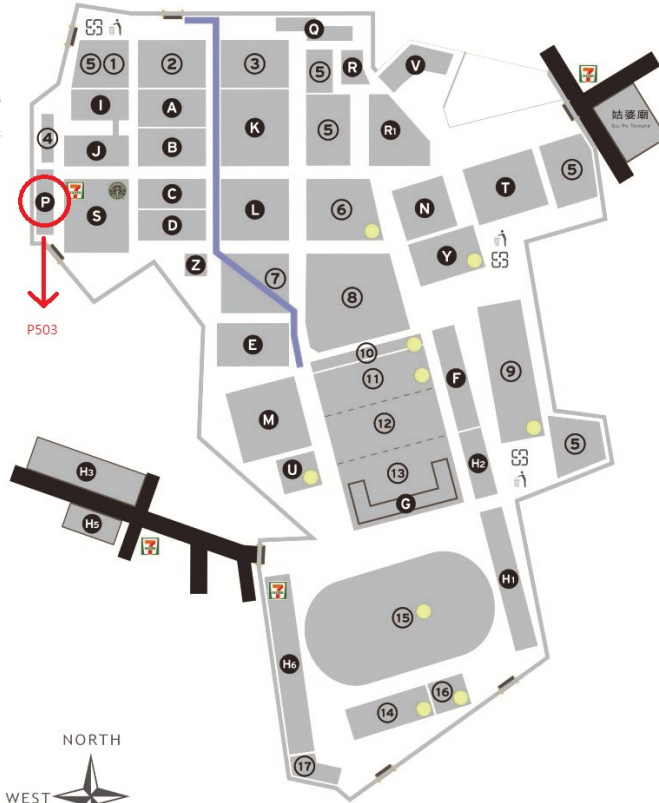 Q
⑤ ① ② ③ ⑤ R V
I A K ⑤ R1
姑婆廟
Gu-Po Temple
④ J B
P S C L ⑥ N T ⑤
D Y
Z ⑦ ⑧
P503
E ⑩ F ⑨
⑪
M ⑫
U ⑬ H2 ⑤
G
H3
H5
H1
⑮
H6
⑭ ⑯
⑰
NORTH
WEST